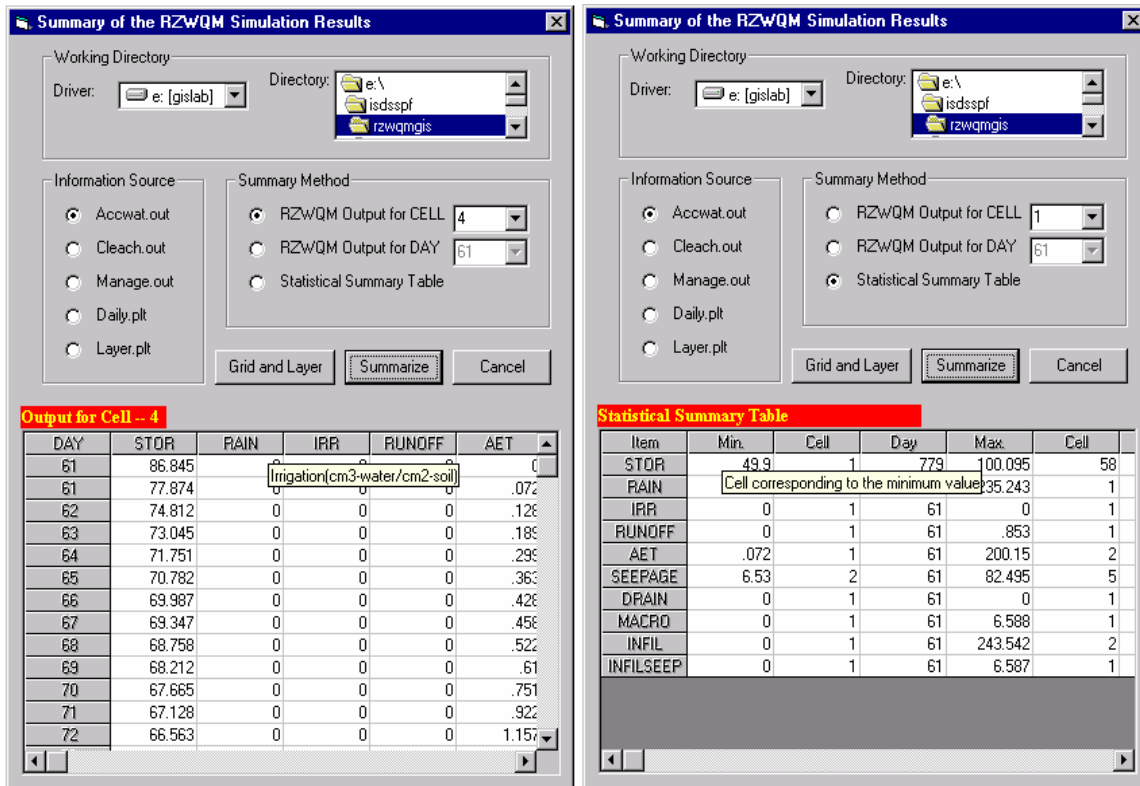 Summary of the RZWQM Simulation Results
Working Directory
Driver:
e: [gislab]
Directory:
e:\
isdsspf
rzwqmgis
Information Source
Accwat.out
Cleach.out
Manage.out
Daily.plt
Layer.plt
Summary Method
RZWQM Output for CELL 4
RZWQM Output for DAY 61
Statistical Summary Table
Grid and Layer Summarize Cancel
Output for Cell -- 4
DAY STOR RAIN IRR RUNOFF AET
61 86.845 0
Irrigation(cm3-water/cm2-soil)
61 77.874 0 0 .072
62 74.812 0 0 0 .128
63 73.045 0 0 0 .189
64 71.751 0 0 0 .299
65 70.782 0 0 0 .363
66 69.987 0 0 0 .428
67 69.347 0 0 0 .458
68 68.758 0 0 0 .522
69 68.212 0 0 0 .61
70 67.665 0 0 0 .751
71 67.128 0 0 0 .922
72 66.563 0 0 0 1.157
Summary of the RZWQM Simulation Results
Working Directory
Driver:
e: [gislab]
Directory:
e:\
isdsspf
rzwqmgis
Information Source
Accwat.out
Cleach.out
Manage.out
Daily.plt
Layer.plt
Summary Method
RZWQM Output for CELL 1
RZWQM Output for DAY 61
Statistical Summary Table
Grid and Layer Summarize Cancel
Statistical Summary Table
Item Min. Cell Day Max. Cell
STOR 49.9 1 779 100.095 58
Cell corresponding to the minimum value
RAIN 235.243 1
IRR 0 1 61 0 1
RUNOFF 0 1 61 .853 1
AET .072 1 61 200.15 2
SEEPAGE 6.53 2 61 82.495 5
DRAIN 0 1 61 0 1
MACRO 0 1 61 6.588 1
INFIL 0 1 61 243.542 2
INFILSEEP 0 1 61 6.587 1